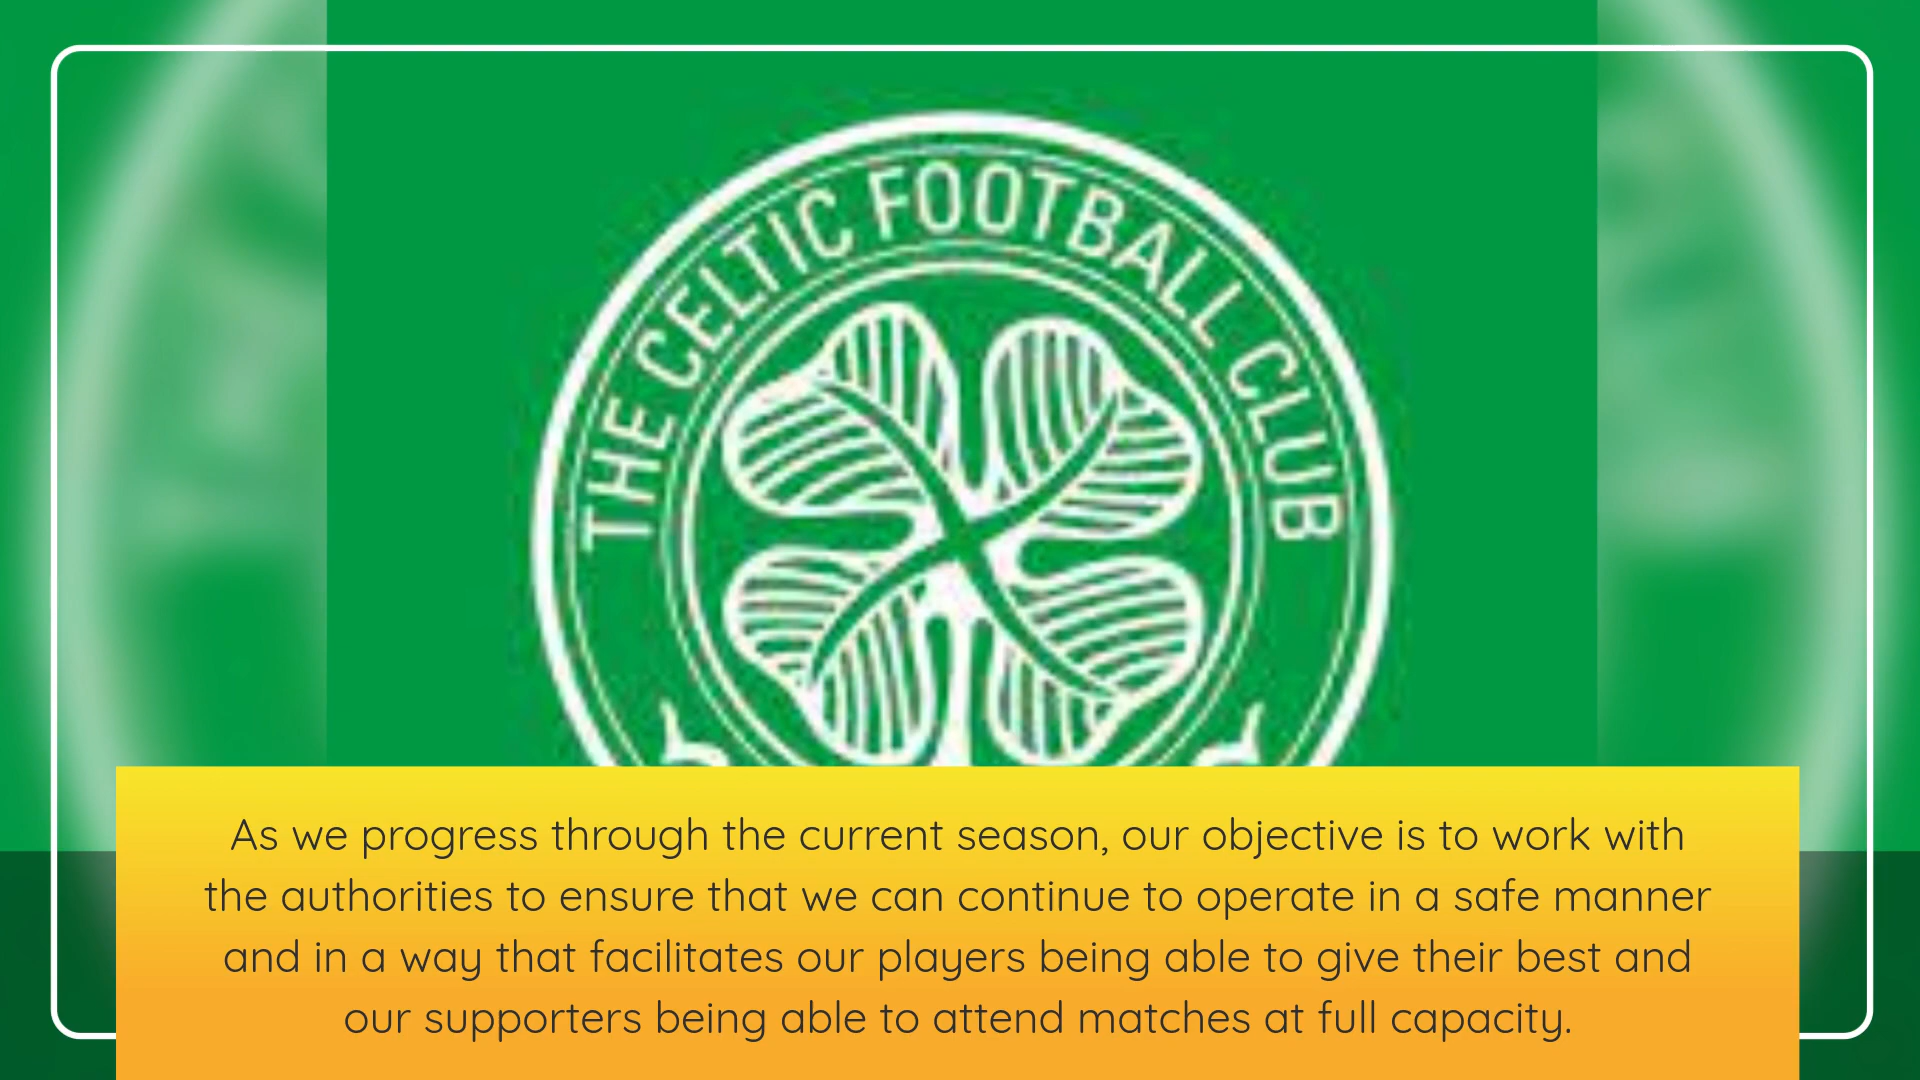 THE CELTIC FOOTBALL CLUB
As we progress through the current season, our objective is to work with
the authorities to ensure that we can continue to operate in a safe manner
and in a way that facilitates our players being able to give their best and
our supporters being able to attend matches at full capacity.